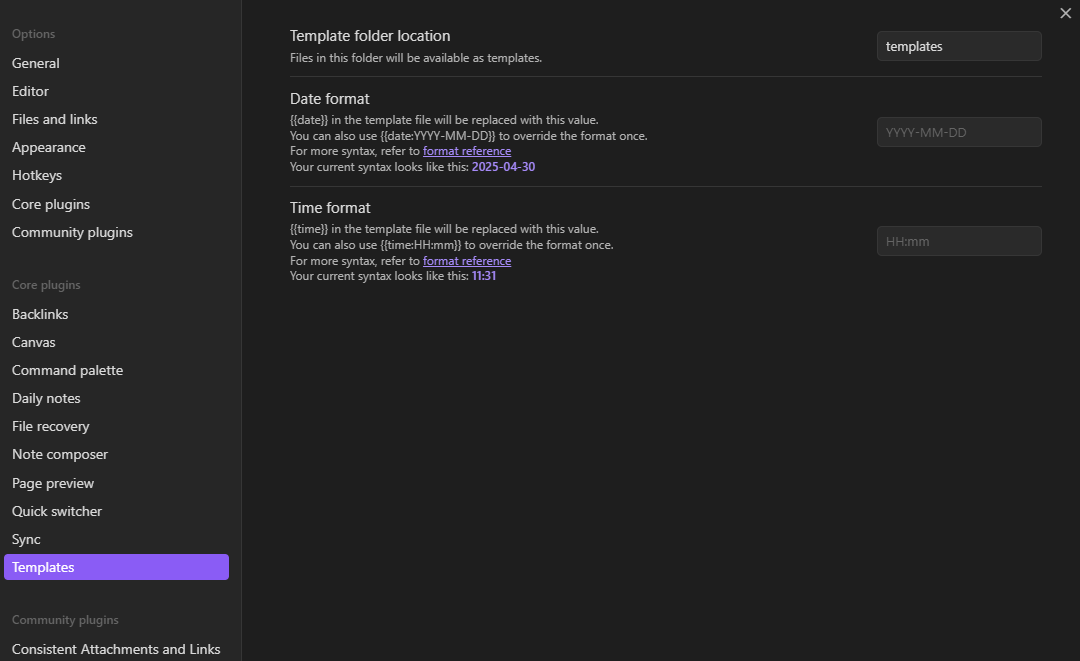 Options
General
Editor
Files and links
Appearance
Hotkeys
Core plugins
Community plugins
Core plugins
Backlinks
Canvas
Command palette
Daily notes
File recovery
Note composer
Page preview
Quick switcher
Sync
Templates
Community plugins
Consistent Attachments and Links
Template folder location
Files in this folder will be available as templates.
templates
Date format
{{date}} in the template file will be replaced with this value.
You can also use {{date:YYYY-MM-DD}} to override the format once.
For more syntax, refer to format reference
Your current syntax looks like this: 2025-04-30
YYYY-MM-DD
Time format
{{time}} in the template file will be replaced with this value.
You can also use {{time:HH:mm}} to override the format once.
For more syntax, refer to format reference
Your current syntax looks like this: 11:31
HH:mm